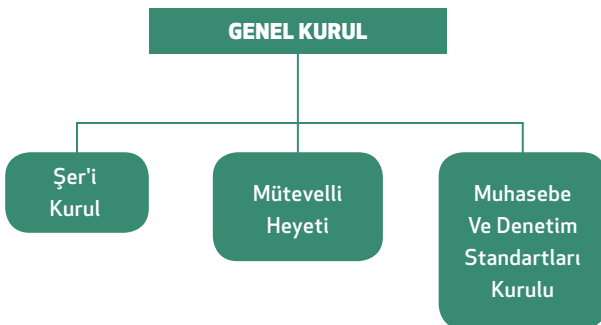 GENEL KURUL
Şer'i
Kurul
Mütevelli
Heyeti
Muhasebe
Ve Denetim
Standartları
Kurulu